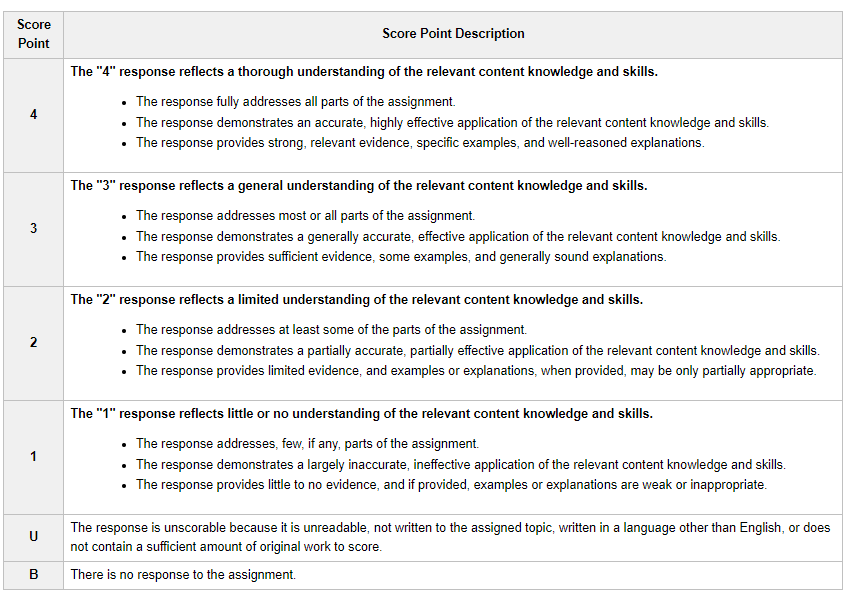 Score
Point
Score Point Description
4
The "4" response reflects a thorough understanding of the relevant content knowledge and skills.
• The response fully addresses all parts of the assignment.
• The response demonstrates an accurate, highly effective application of the relevant content knowledge and skills.
• The response provides strong, relevant evidence, specific examples, and well-reasoned explanations.
3
The "3" response reflects a general understanding of the relevant content knowledge and skills.
• The response addresses most or all parts of the assignment.
• The response demonstrates a generally accurate, effective application of the relevant content knowledge and skills.
• The response provides sufficient evidence, some examples, and generally sound explanations.
2
The "2" response reflects a limited understanding of the relevant content knowledge and skills.
• The response addresses at least some of the parts of the assignment.
• The response demonstrates a partially accurate, partially effective application of the relevant content knowledge and skills.
• The response provides limited evidence, and examples or explanations, when provided, may be only partially appropriate.
1
The "1" response reflects little or no understanding of the relevant content knowledge and skills.
• The response addresses, few, if any, parts of the assignment.
• The response demonstrates a largely inaccurate, ineffective application of the relevant content knowledge and skills.
• The response provides little to no evidence, and if provided, examples or explanations are weak or inappropriate.
U
The response is unscorable because it is unreadable, not written to the assigned topic, written in a language other than English, or does
not contain a sufficient amount of original work to score.
B
There is no response to the assignment.